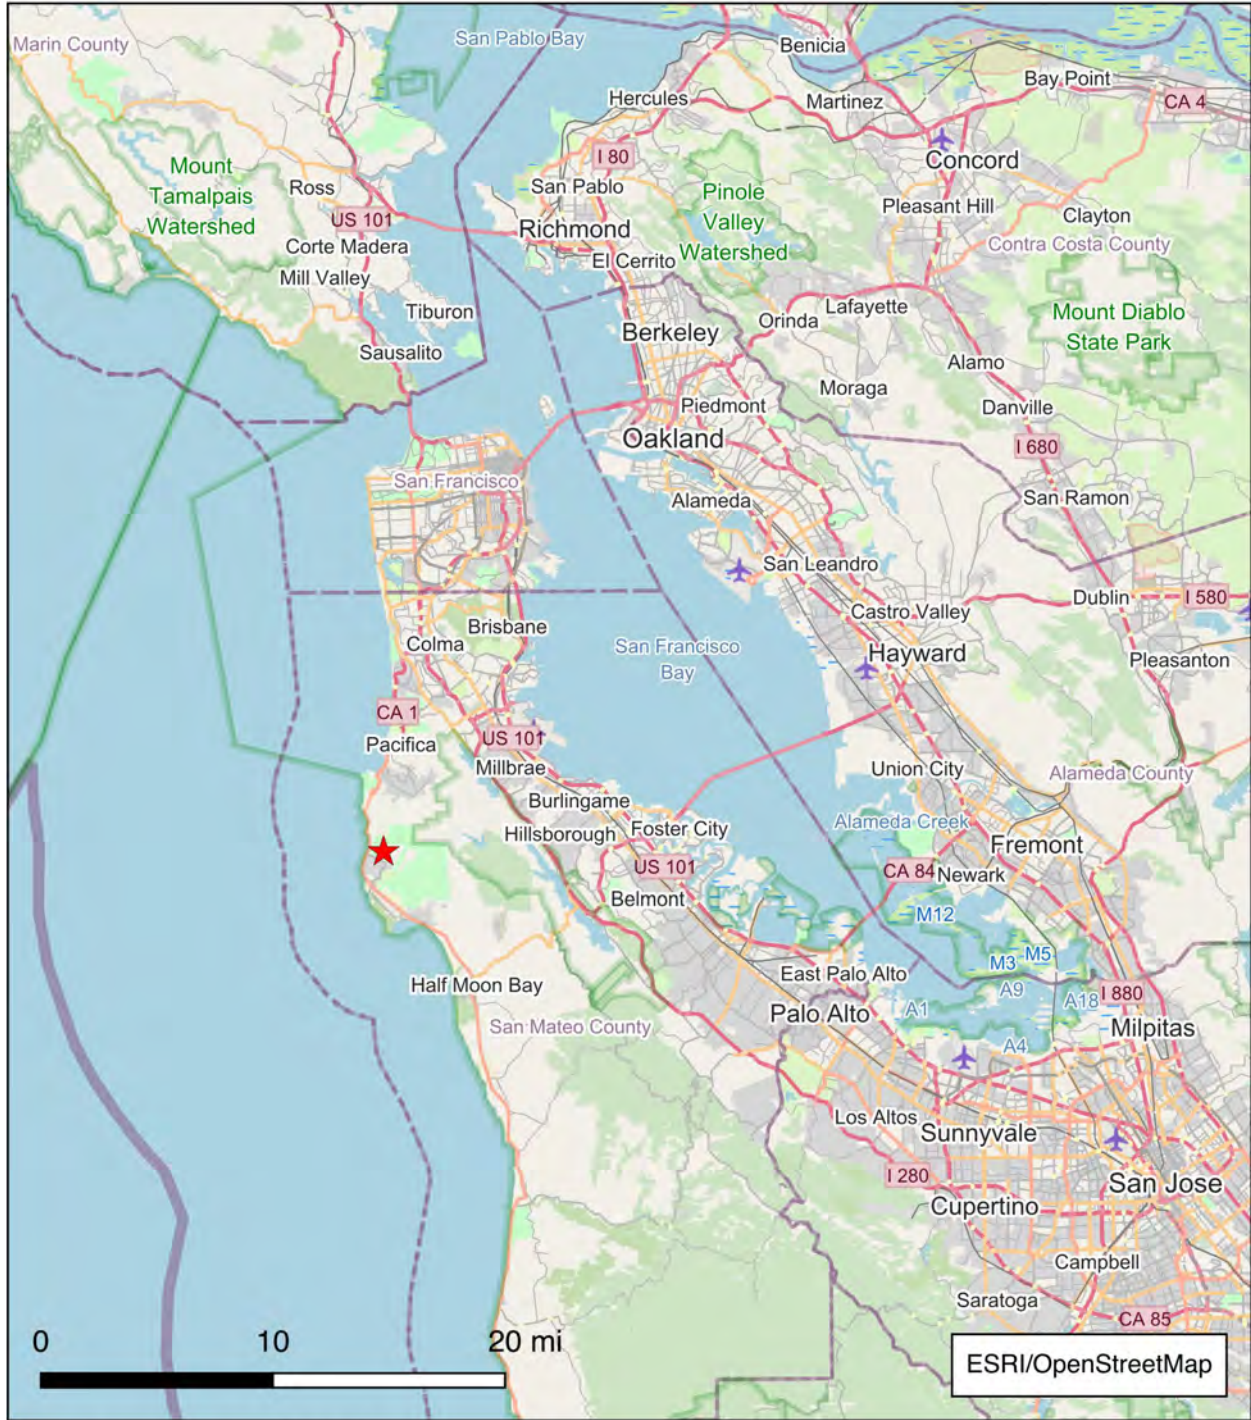 Marin County
San Pablo Bay
Benicia
Bay Point
Hercules
Martinez
CA 4
I 80
Concord
Mount
Tamalpais
Watershed
Ross
San Pablo
Pinole
Valley
Watershed
Pleasant Hill
Clayton
US 101
Richmond
Corte Madera
El Cerrito
Contra Costa County
Mill Valley
Tiburon
Lafayette
Orinda
Mount Diablo
State Park
Berkeley
Sausalito
Alamo
Moraga
Piedmont
Danville
Oakland
I 680
San Francisco
Alameda
San Ramon
San Leandro
Dublin
I 580
Castro Valley
Brisbane
Colma
San Francisco
Bay
Hayward
Pleasanton
CA 1
Pacifica
US 101
Millbrae
Union City
Alameda County
Burlingame
Hillsborough
Foster City
Alameda Creek
Fremont
US 101
CA 84
Newark
Belmont
M12
M5
M3
East Palo Alto
A9
Half Moon Bay
A18
I 880
A1
San Mateo County
Palo Alto
Milpitas
A4
Los Altos
Sunnyvale
I 280
San Jose
Cupertino
Campbell
Saratoga
CA 85
0 10 20 mi
ESRI/OpenStreetMap